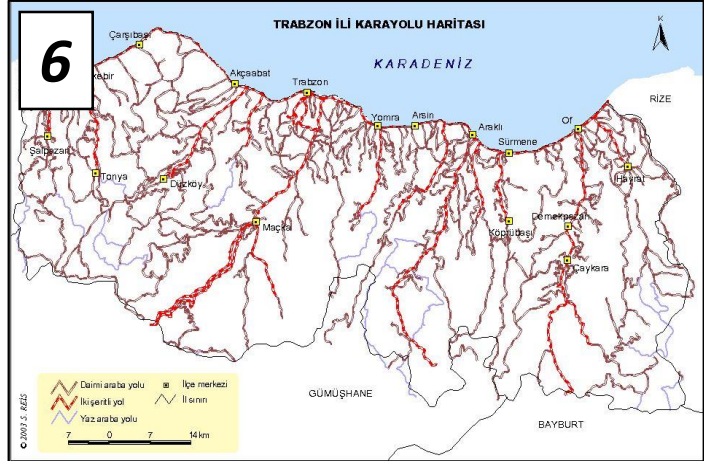 TRABZON İLİ KARAYOLU HARİTASI
6
K
KARADENİZ
Çarşıbaşı
Akçaabat
Trabzon
RİZE
Yomra
Arsin
Araklı
Of
Sürmene
Şalpazarı
Tonya
Düzköy
Hayrat
Maçka
Köprübaşı
Dernekpazarı
Çaykara
GÜMÜŞHANE
BAYBURT
Daimi araba yolu
İlçe merkezi
İki şeritli yol
İl sınırı
Yaz araba yolu
7 0 7 14 km
© 2003 S. REİS